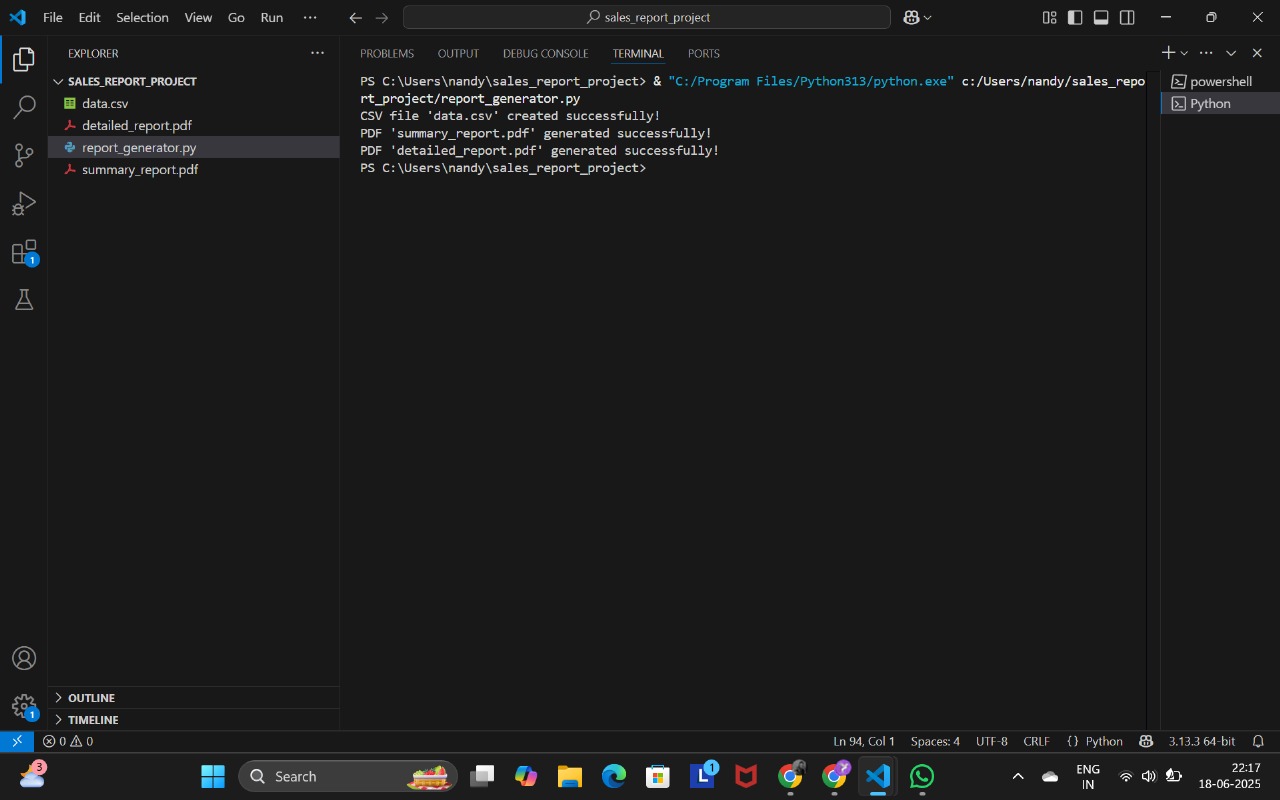 File Edit Selection View Go Run ···
sales_report_project
EXPLORER ···
SALES_REPORT_PROJECT
data.csv
detailed_report.pdf
report_generator.py
summary_report.pdf
OUTLINE
TIMELINE
PROBLEMS OUTPUT DEBUG CONSOLE TERMINAL PORTS
PS C:\Users\nandy\sales_report_project> & "C:/Program Files/Python313/python.exe" c:/Users/nandy/sales_repo
rt_project/report_generator.py
CSV file 'data.csv' created successfully!
PDF 'summary_report.pdf' generated successfully!
PDF 'detailed_report.pdf' generated successfully!
PS C:\Users\nandy\sales_report_project>
powershell
Python
1
1
0 0
Ln 94, Col 1 Spaces: 4 UTF-8 CRLF {} Python 3.13.3 64-bit
3
Search
L 1
ENG
IN
22:17
18-06-2025